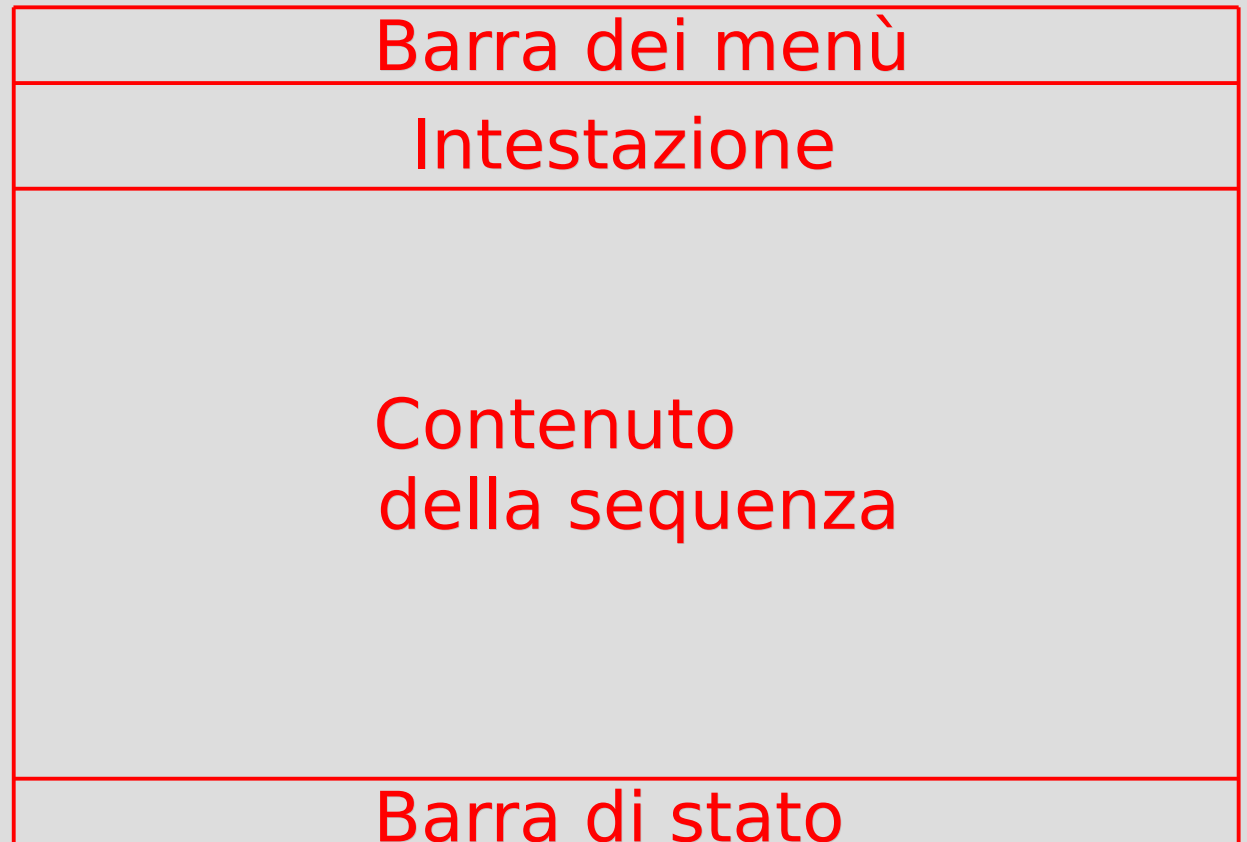 Barra dei menù
Intestazione
Contenuto
della sequenza
Barra di stato